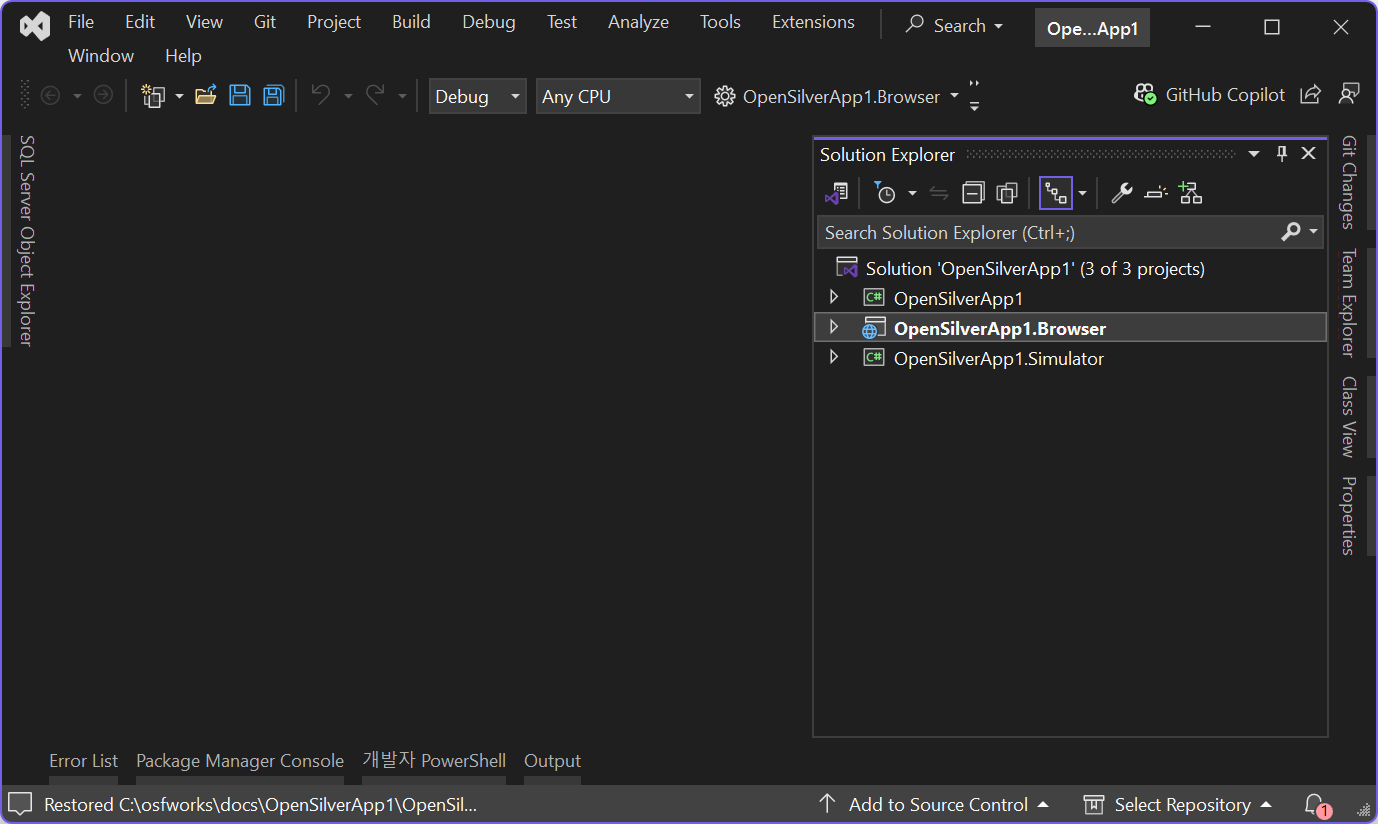 File Edit View Git Project Build Debug Test Analyze Tools Extensions Search Ope...App1
Window Help
Debug Any CPU OpenSilverApp1.Browser GitHub Copilot
SQL Server Object Explorer
Solution Explorer
Search Solution Explorer (Ctrl+;)
Solution 'OpenSilverApp1' (3 of 3 projects)
C# OpenSilverApp1
OpenSilverApp1.Browser
C# OpenSilverApp1.Simulator
Git Changes
Team Explorer
Class View
Properties
Error List Package Manager Console 개발자 PowerShell Output
Restored C:\osfworks\docs\OpenSilverApp1\OpenSil... Add to Source Control Select Repository 1